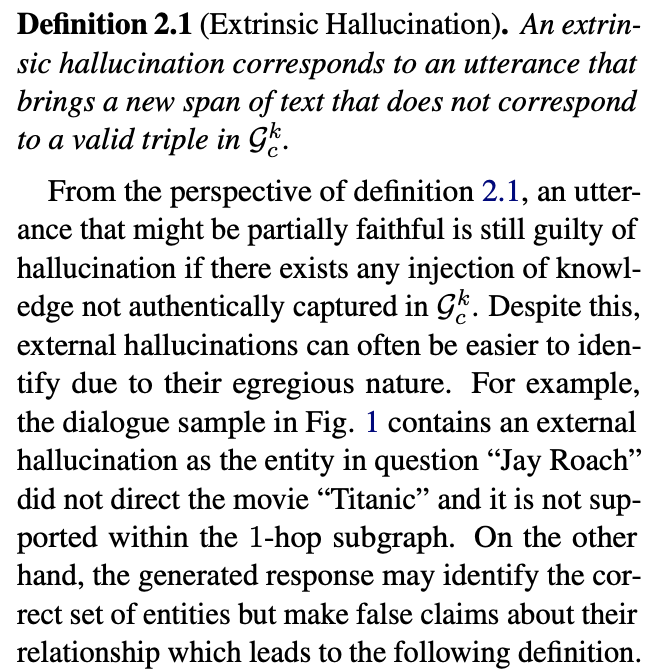 Definition 2.1 (Extrinsic Hallucination). An extrin-
sic hallucination corresponds to an utterance that
brings a new span of text that does not correspond
to a valid triple in 𝒢ₖᶜ.
From the perspective of definition 2.1, an utter-
ance that might be partially faithful is still guilty of
hallucination if there exists any injection of knowl-
edge not authentically captured in 𝒢_c^k. Despite this,
external hallucinations can often be easier to iden-
tify due to their egregious nature. For example,
the dialogue sample in Fig. 1 contains an external
hallucination as the entity in question “Jay Roach”
did not direct the movie “Titanic” and it is not sup-
ported within the 1-hop subgraph. On the other
hand, the generated response may identify the cor-
rect set of entities but make false claims about their
relationship which leads to the following definition.